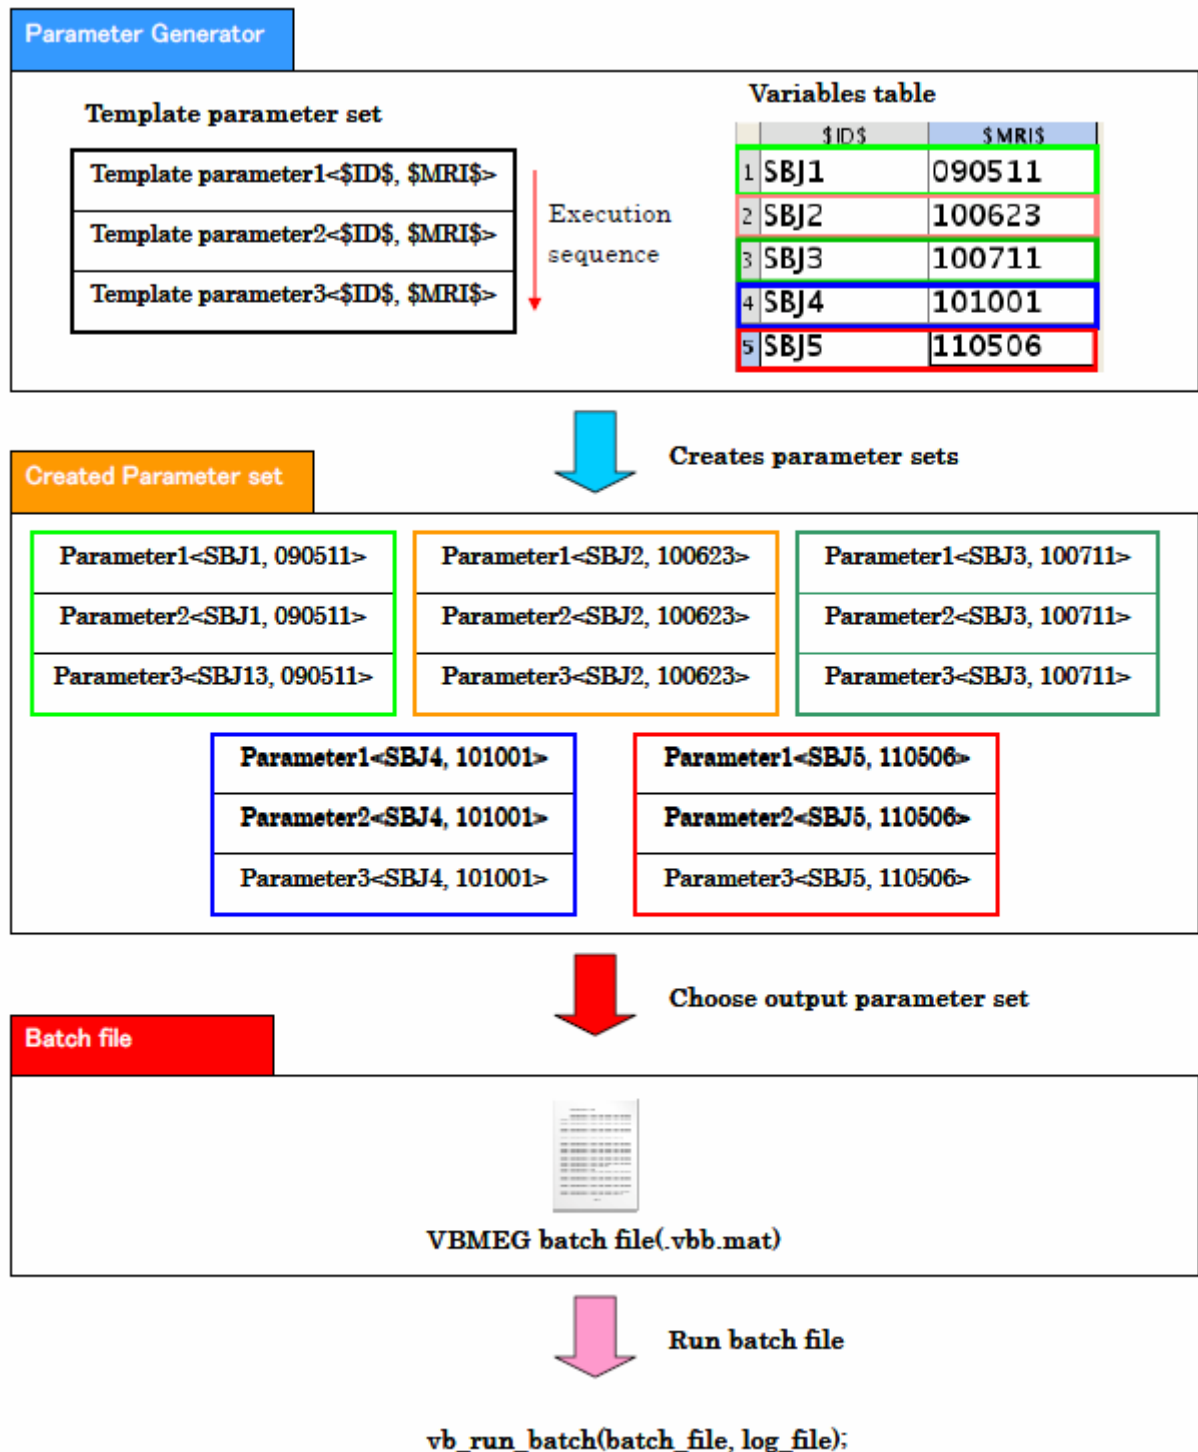 Parameter Generator
Template parameter set
Template parameter1<$ID$, $MRI$>
Template parameter2<$ID$, $MRI$>
Template parameter3<$ID$, $MRI$>
Execution
sequence
Variables table
$ID$ $MRI$
1 SBJ1 090511
2 SBJ2 100623
3 SBJ3 100711
4 SBJ4 101001
5 SBJ5 110506
Creates parameter sets
Created Parameter set
Parameter1<SBJ1, 090511>
Parameter2<SBJ1, 090511>
Parameter3<SBJ13, 090511>
Parameter1<SBJ2, 100623>
Parameter2<SBJ2, 100623>
Parameter3<SBJ2, 100623>
Parameter1<SBJ3, 100711>
Parameter2<SBJ3, 100711>
Parameter3<SBJ3, 100711>
Parameter1<SBJ4, 101001>
Parameter2<SBJ4, 101001>
Parameter3<SBJ4, 101001>
Parameter1<SBJ5, 110506>
Parameter2<SBJ5, 110506>
Parameter3<SBJ5, 110506>
Choose output parameter set
Batch file
VBMEG batch file(.vbb.mat)
Run batch file
vb_run_batch(batch_file, log_file);